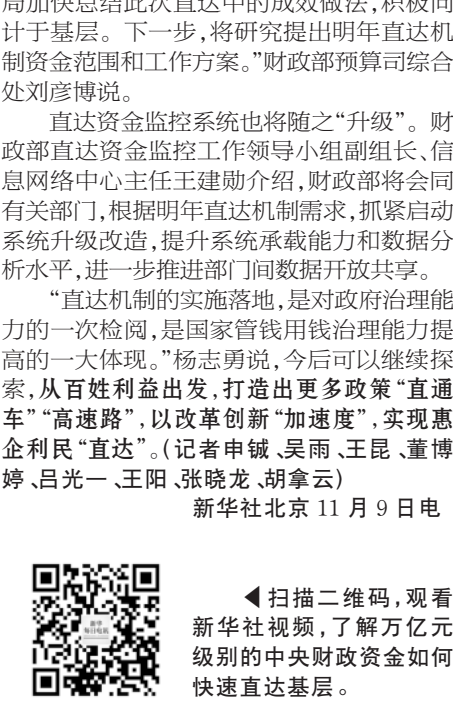 局加快总结此次直达中的成效做法,积极问
计于基层。下一步,将研究提出明年直达机
制资金范围和工作方案。”财政部预算司综合
处刘彦博说。
直达资金监控系统也将随之“升级”。财
政部直达资金监控工作领导小组副组长、信
息网络中心主任王建勋介绍,财政部将会同
有关部门,根据明年直达机制需求,抓紧启动
系统升级改造,提升系统承载能力和数据分
析水平,进一步推进部门间数据开放共享。
“直达机制的实施落地,是对政府治理能
力的一次检阅,是国家管钱用钱治理能力提
高的一大体现。”杨志勇说,今后可以继续探
索,从百姓利益出发,打造出更多政策“直通
车”“高速路”,以改革创新“加速度”,实现惠
企利民“直达”。(记者申铖、吴雨、王昆、董博
婷、吕光一、王阳、张晓龙、胡拿云)
新华社北京 11 月 9 日电
新华
每日电讯
◀扫描二维码,观看
新华社视频,了解万亿元
级别的中央财政资金如何
快速直达基层。